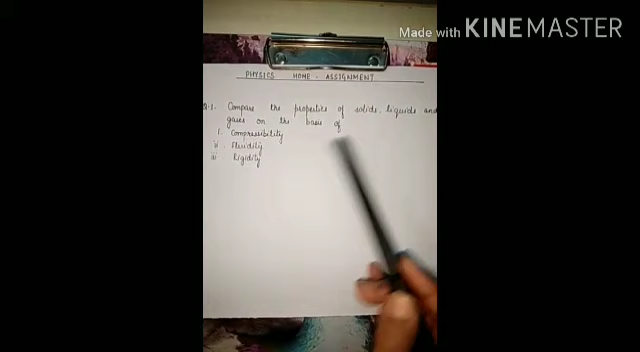 Made with KINEMASTER
PHYSICS HOME - ASSIGNMENT
Q.1. Compare the properties of solids, liquids and
gases on the basis of
i. Compressibility
ii. Fluidity
iii. Rigidity